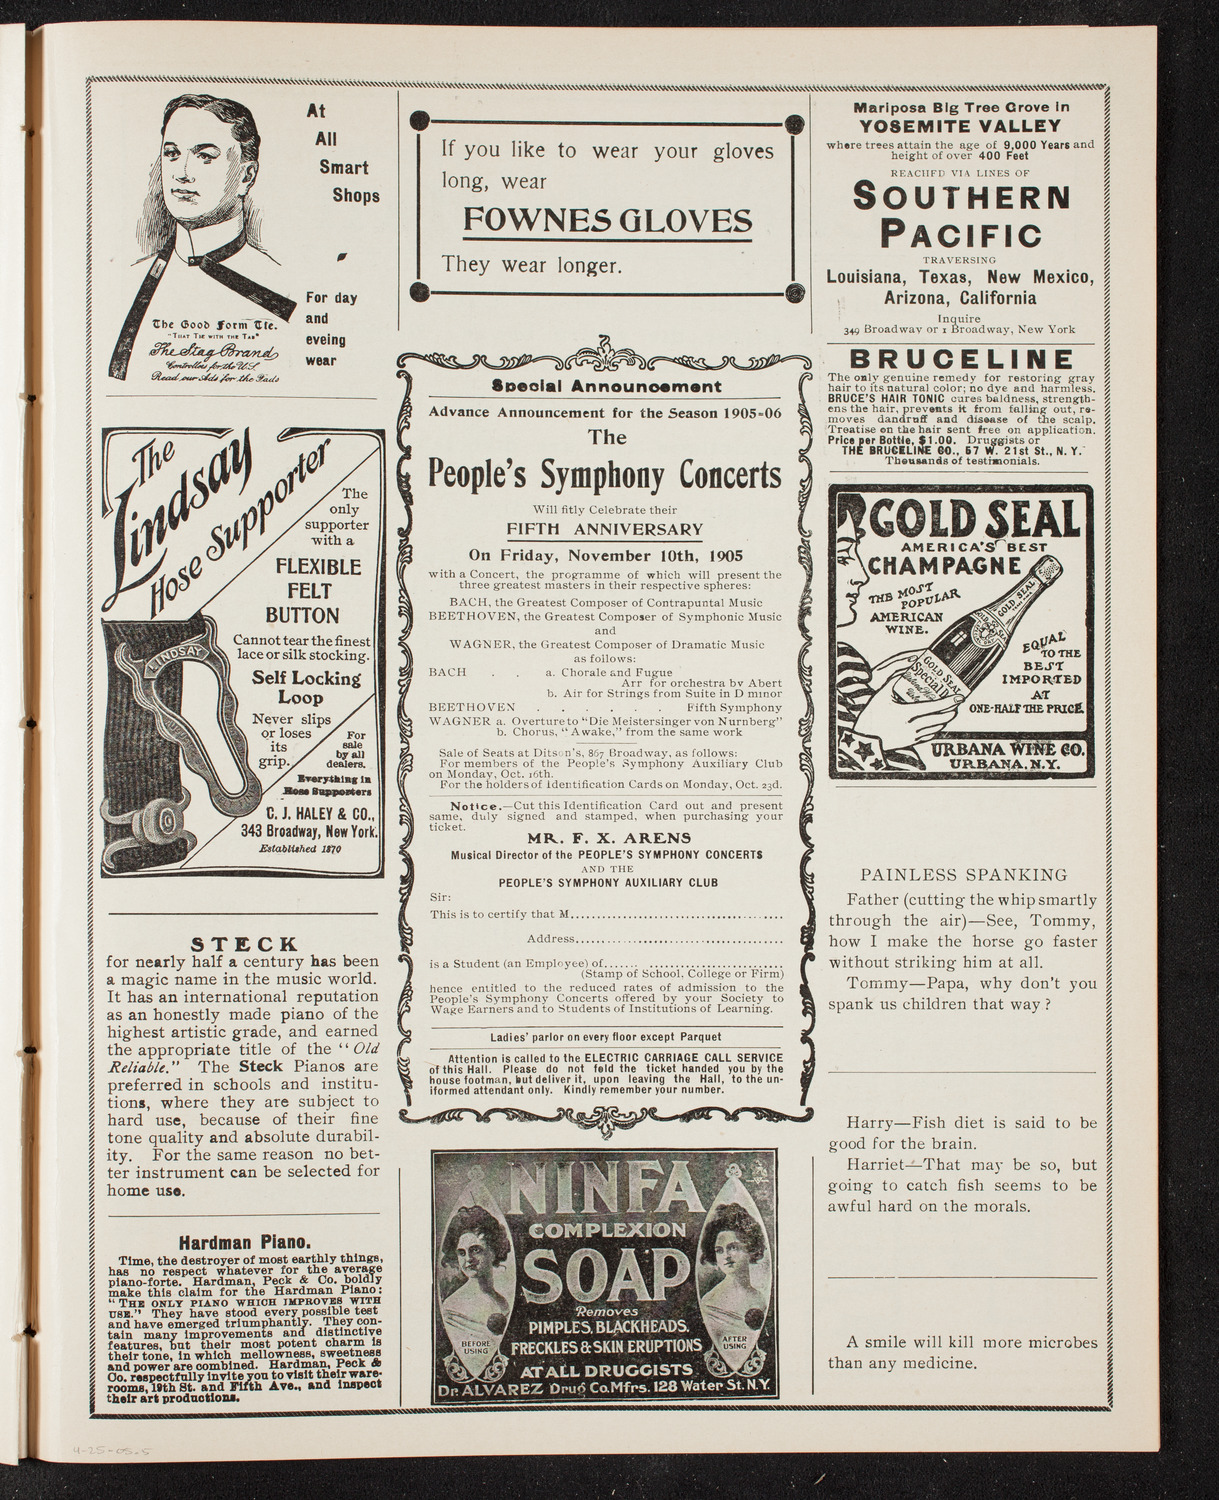 At
All
Smart
Shops
For day
and
eveing
wear
The Good Form Tie.
"THAT TIE WITH THE TAB"
The Stag Brand
Controllors for the U.S.
Read our Ads for the Fads
The
Lindsay
Hose Supporter
The
only
supporter
with a
FLEXIBLE
FELT
BUTTON
Cannot tear the finest
lace or silk stocking.
Self Locking
Loop
Never slips
or loses
its
grip.
For
sale
by all
dealers.
Everything in
Hose Supporters
LINDSAY
C. J. HALEY & CO.,
343 Broadway, New York.
Established 1870
STECK
for nearly half a century has been
a magic name in the music world.
It has an international reputation
as an honestly made piano of the
highest artistic grade, and earned
the appropriate title of the "Old
Reliable." The Steck Pianos are
preferred in schools and institu-
tions, where they are subject to
hard use, because of their fine
tone quality and absolute durabil-
ity. For the same reason no bet-
ter instrument can be selected for
home use.
Hardman Piano.
Time, the destroyer of most earthly things,
has no respect whatever for the average
piano-forte. Hardman, Peck & Co. boldly
make this claim for the Hardman Piano:
"THE ONLY PIANO WHICH IMPROVES WITH
USE." They have stood every possible test
and have emerged triumphantly. They con-
tain many improvements and distinctive
features, but their most potent charm is
their tone, in which mellowness, sweetness
and power are combined. Hardman, Peck &
Co. respectfully invite you to visit their ware-
rooms, 19th St. and Fifth Ave., and inspect
their art productions.
If you like to wear your gloves
long, wear
FOWNES GLOVES
They wear longer.
Special Announcement
Advance Announcement for the Season 1905-06
The
People's Symphony Concerts
Will fitly Celebrate their
FIFTH ANNIVERSARY
On Friday, November 10th, 1905
with a Concert, the programme of which will present the
three greatest masters in their respective spheres:
BACH, the Greatest Composer of Contrapuntal Music
BEETHOVEN, the Greatest Composer of Symphonic Music
and
WAGNER, the Greatest Composer of Dramatic Music
as follows:
BACH . . a. Chorale and Fugue
Arr for orchestra by Abert
b. Air for Strings from Suite in D minor
BEETHOVEN . . . . . . Fifth Symphony
WAGNER a. Overture to "Die Meistersinger von Nurnberg"
b. Chorus, "Awake," from the same work
Sale of Seats at Ditson's, 867 Broadway, as follows:
For members of the People's Symphony Auxiliary Club
on Monday, Oct. 16th.
For the holders of Identification Cards on Monday, Oct. 23d.
Notice.—Cut this Identification Card out and present
same, duly signed and stamped, when purchasing your
ticket.
MR. F. X. ARENS
Musical Director of the PEOPLE'S SYMPHONY CONCERTS
AND THE
PEOPLE'S SYMPHONY AUXILIARY CLUB
Sir:
This is to certify that M........................................
Address.......................................
is a Student (an Employee) of...... .........................
(Stamp of School, College or Firm)
hence entitled to the reduced rates of admission to the
People's Symphony Concerts offered by your Society to
Wage Earners and to Students of Institutions of Learning.
Ladies' parlor on every floor except Parquet
Attention is called to the ELECTRIC CARRIAGE CALL SERVICE
of this Hall. Please do not fold the ticket handed you by the
house footman, but deliver it, upon leaving the Hall, to the un-
iformed attendant only. Kindly remember your number.
NINFA
COMPLEXION
SOAP
Removes
PIMPLES, BLACKHEADS,
FRECKLES & SKIN ERUPTIONS
BEFORE
USING
AFTER
USING
AT ALL DRUGGISTS
Dr. ALVAREZ Drug Co. Mfrs. 128 Water St. N.Y.
Mariposa Big Tree Grove in
YOSEMITE VALLEY
where trees attain the age of 9,000 Years and
height of over 400 Feet
REACHFD VIA LINES OF
SOUTHERN
PACIFIC
TRAVERSING
Louisiana, Texas, New Mexico,
Arizona, California
Inquire
349 Broadway or 1 Broadway, New York
BRUCELINE
The only genuine remedy for restoring gray
hair to its natural color; no dye and harmless.
BRUCE'S HAIR TONIC cures baldness, strength-
ens the hair, prevents it from falling out, re-
moves dandruff and disease of the scalp.
Treatise on the hair sent free on application.
Price per Bottle, $1.00. Druggists or
THE BRUCELINE CO., 57 W. 21st St., N. Y.
Thousands of testimonials.
GOLD SEAL
AMERICA'S BEST
CHAMPAGNE
THE MOST
POPULAR
AMERICAN
WINE.
GOLD SEAL
GOLD SEAL
Special
EQUAL
TO THE
BEST
IMPORTED
AT
ONE-HALF THE PRICE
URBANA WINE CO.
URBANA, N.Y.
PAINLESS SPANKING
Father (cutting the whip smartly
through the air)—See, Tommy,
how I make the horse go faster
without striking him at all.
Tommy—Papa, why don't you
spank us children that way?
Harry—Fish diet is said to be
good for the brain.
Harriet—That may be so, but
going to catch fish seems to be
awful hard on the morals.
A smile will kill more microbes
than any medicine.
4-25-05-5